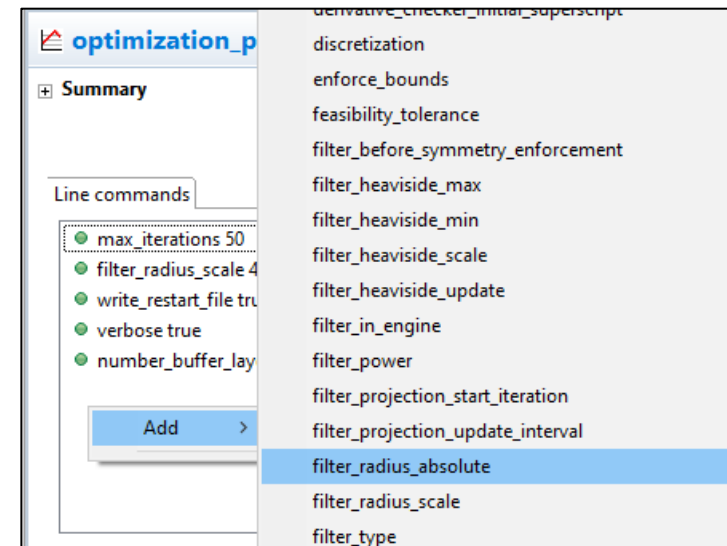 optimization_p
Summary
Line commands
max_iterations 50
filter_radius_scale 4
write_restart_file tru
verbose true
number_buffer_lay
Add
derivative_checker_initial_superscript
discretization
enforce_bounds
feasibility_tolerance
filter_before_symmetry_enforcement
filter_heaviside_max
filter_heaviside_min
filter_heaviside_scale
filter_heaviside_update
filter_in_engine
filter_power
filter_projection_start_iteration
filter_projection_update_interval
filter_radius_absolute
filter_radius_scale
filter_type